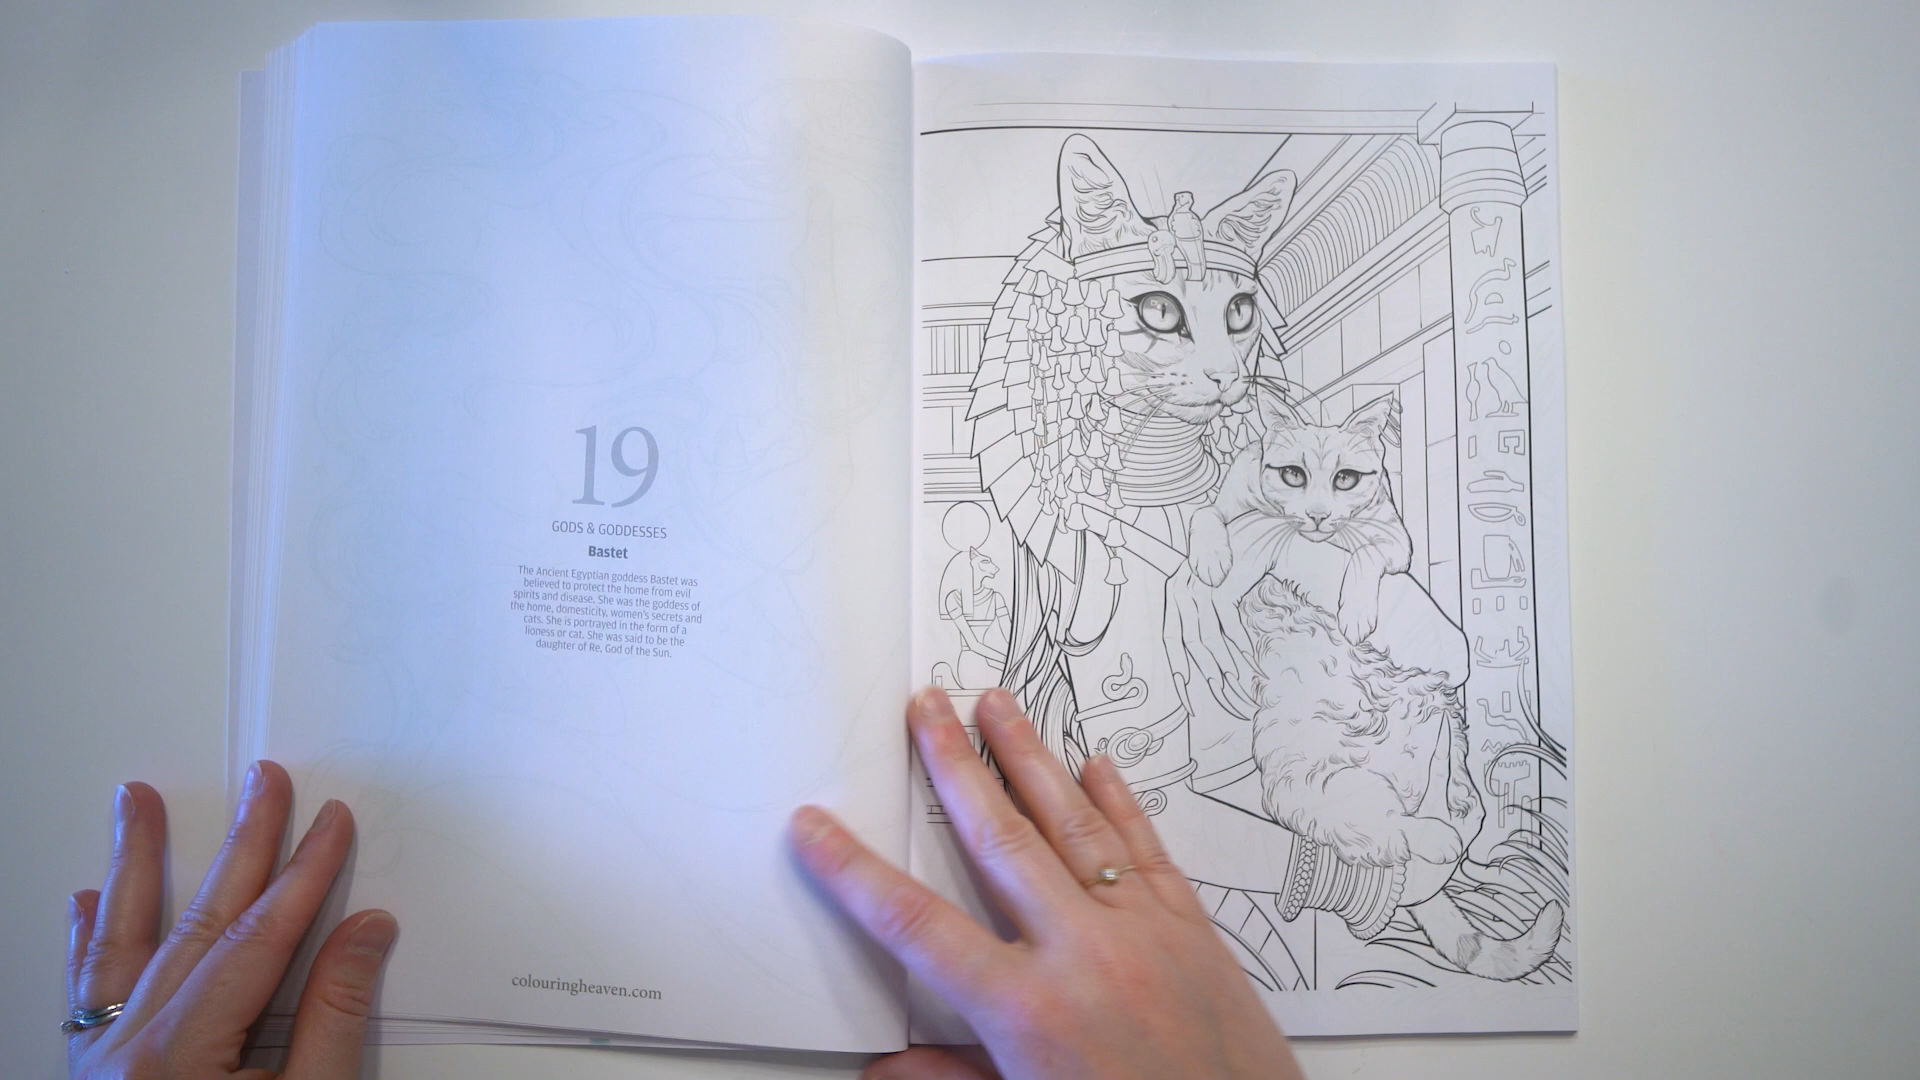 19
GODS & GODDESSES
Bastet
The Ancient Egyptian goddess Bastet was
believed to protect the home from evil
spirits and disease. She was the goddess of
the home, domesticity, women's secrets and
cats. She is portrayed in the form of a
lioness or cat. She was said to be the
daughter of Re, God of the Sun.
colouringheaven.com